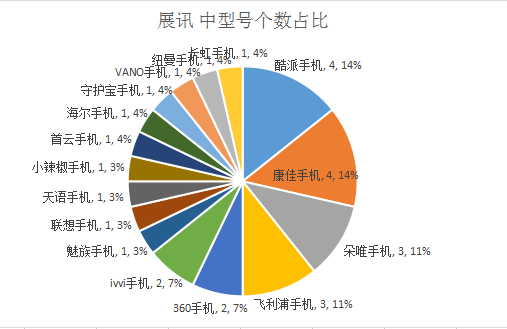 展讯 中型号个数占比
酷派手机, 4, 14%
康佳手机, 4, 14%
朵唯手机, 3, 11%
飞利浦手机, 3, 11%
360手机, 2, 7%
ivvi手机, 2, 7%
魅族手机, 1, 3%
联想手机, 1, 3%
天语手机, 1, 3%
小辣椒手机, 1, 3%
首云手机, 1, 4%
海尔手机, 1, 4%
守护宝手机, 1, 4%
VANO手机, 1, 4%
纽曼手机, 1, 4%
长虹手机, 1, 4%